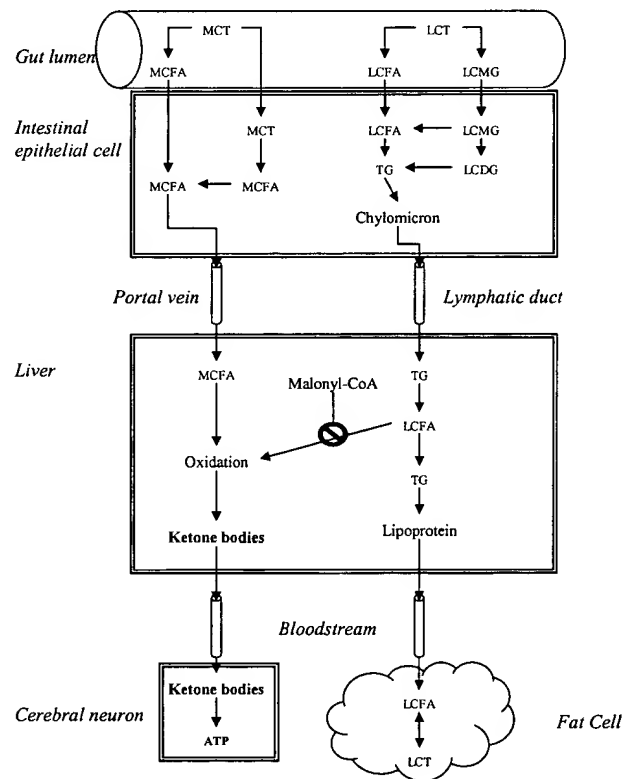 MCT LCT
Gut lumen
MCFA LCFA LCMG
Intestinal
epithelial cell
MCT LCFA LCMG
MCFA MCFA TG LCDG
Chylomicron
Portal vein Lymphatic duct
Liver
MCFA TG
Malonyl-CoA
LCFA
Oxidation
TG
Ketone bodies Lipoprotein
Bloodstream
Ketone bodies LCFA
Cerebral neuron Fat Cell
ATP
LCT